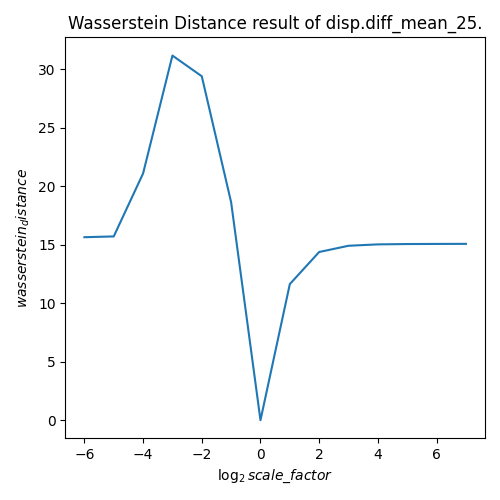 Wasserstein Distance result of disp.diff_mean_25.
30
25
20
15
10
5
0
wasserstein_distance
−6 −4 −2 0 2 4 6
log₂ scale_factor